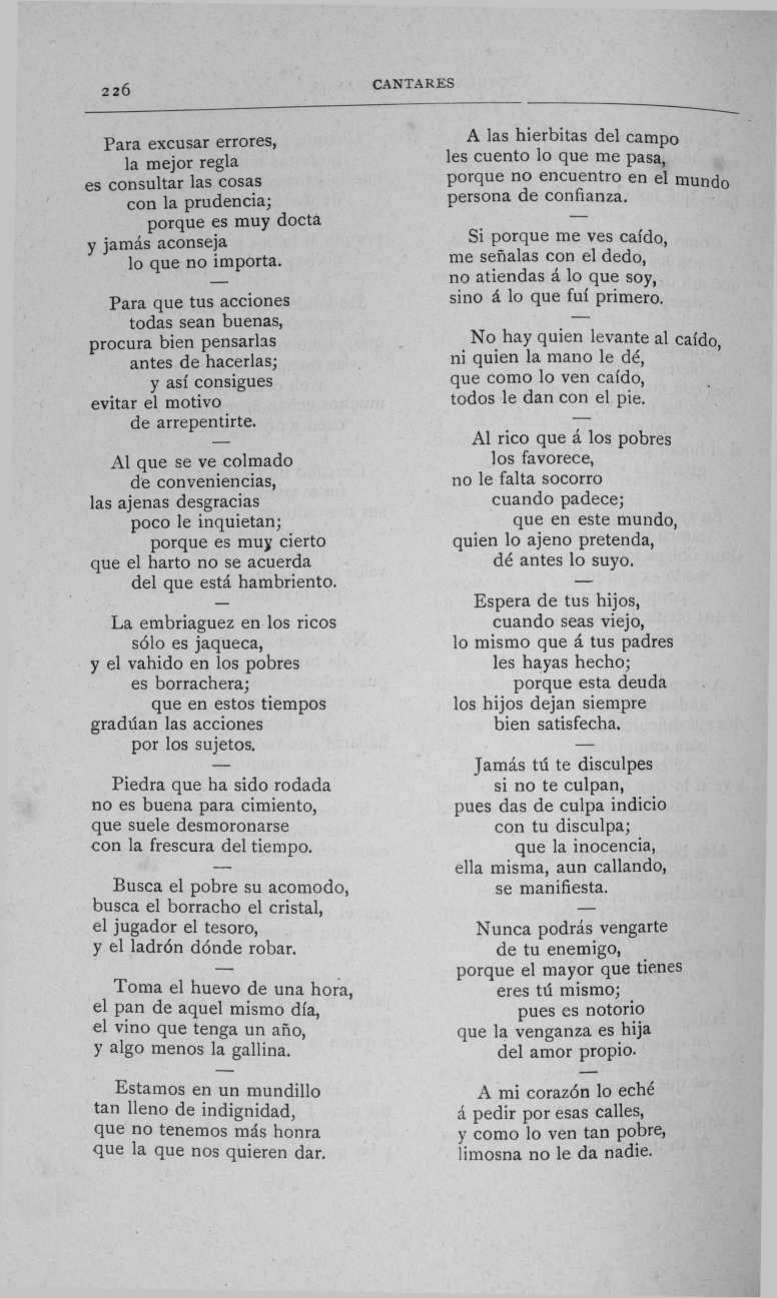 226
CANTARES
Para excusar errores,
la mejor regla
es consultar las cosas
con la prudencia;
porque es muy docta
y jamás aconseja
lo que no importa.
—
Para que tus acciones
todas sean buenas,
procura bien pensarlas
antes de hacerlas;
y así consigues
evitar el motivo
de arrepentirte.
—
Al que se ve colmado
de conveniencias,
las ajenas desgracias
poco le inquietan;
porque es muy cierto
que el harto no se acuerda
del que está hambriento.
—
La embriaguez en los ricos
sólo es jaqueca,
y el vahido en los pobres
es borrachera;
que en estos tiempos
gradúan las acciones
por los sujetos.
—
Piedra que ha sido rodada
no es buena para cimiento,
que suele desmoronarse
con la frescura del tiempo.
—
Busca el pobre su acomodo,
busca el borracho el cristal,
el jugador el tesoro,
y el ladrón dónde robar.
—
Toma el huevo de una hora,
el pan de aquel mismo día,
el vino que tenga un año,
y algo menos la gallina.
—
Estamos en un mundillo
tan lleno de indignidad,
que no tenemos más honra
que la que nos quieren dar.
A las hierbitas del campo
les cuento lo que me pasa,
porque no encuentro en el mundo
persona de confianza.
—
Si porque me ves caído,
me señalas con el dedo,
no atiendas á lo que soy,
sino á lo que fuí primero.
—
No hay quien levante al caído,
ni quien la mano le dé,
que como lo ven caído,
todos le dan con el pie.
—
Al rico que á los pobres
los favorece,
no le falta socorro
cuando padece;
que en este mundo,
quien lo ajeno pretenda,
dé antes lo suyo.
—
Espera de tus hijos,
cuando seas viejo,
lo mismo que á tus padres
les hayas hecho;
porque esta deuda
los hijos dejan siempre
bien satisfecha.
—
Jamás tú te disculpes
si no te culpan,
pues das de culpa indicio
con tu disculpa;
que la inocencia,
ella misma, aun callando,
se manifiesta.
—
Nunca podrás vengarte
de tu enemigo,
porque el mayor que tienes
eres tú mismo;
pues es notorio
que la venganza es hija
del amor propio.
—
A mi corazón lo eché
á pedir por esas calles,
y como lo ven tan pobre,
limosna no le da nadie.